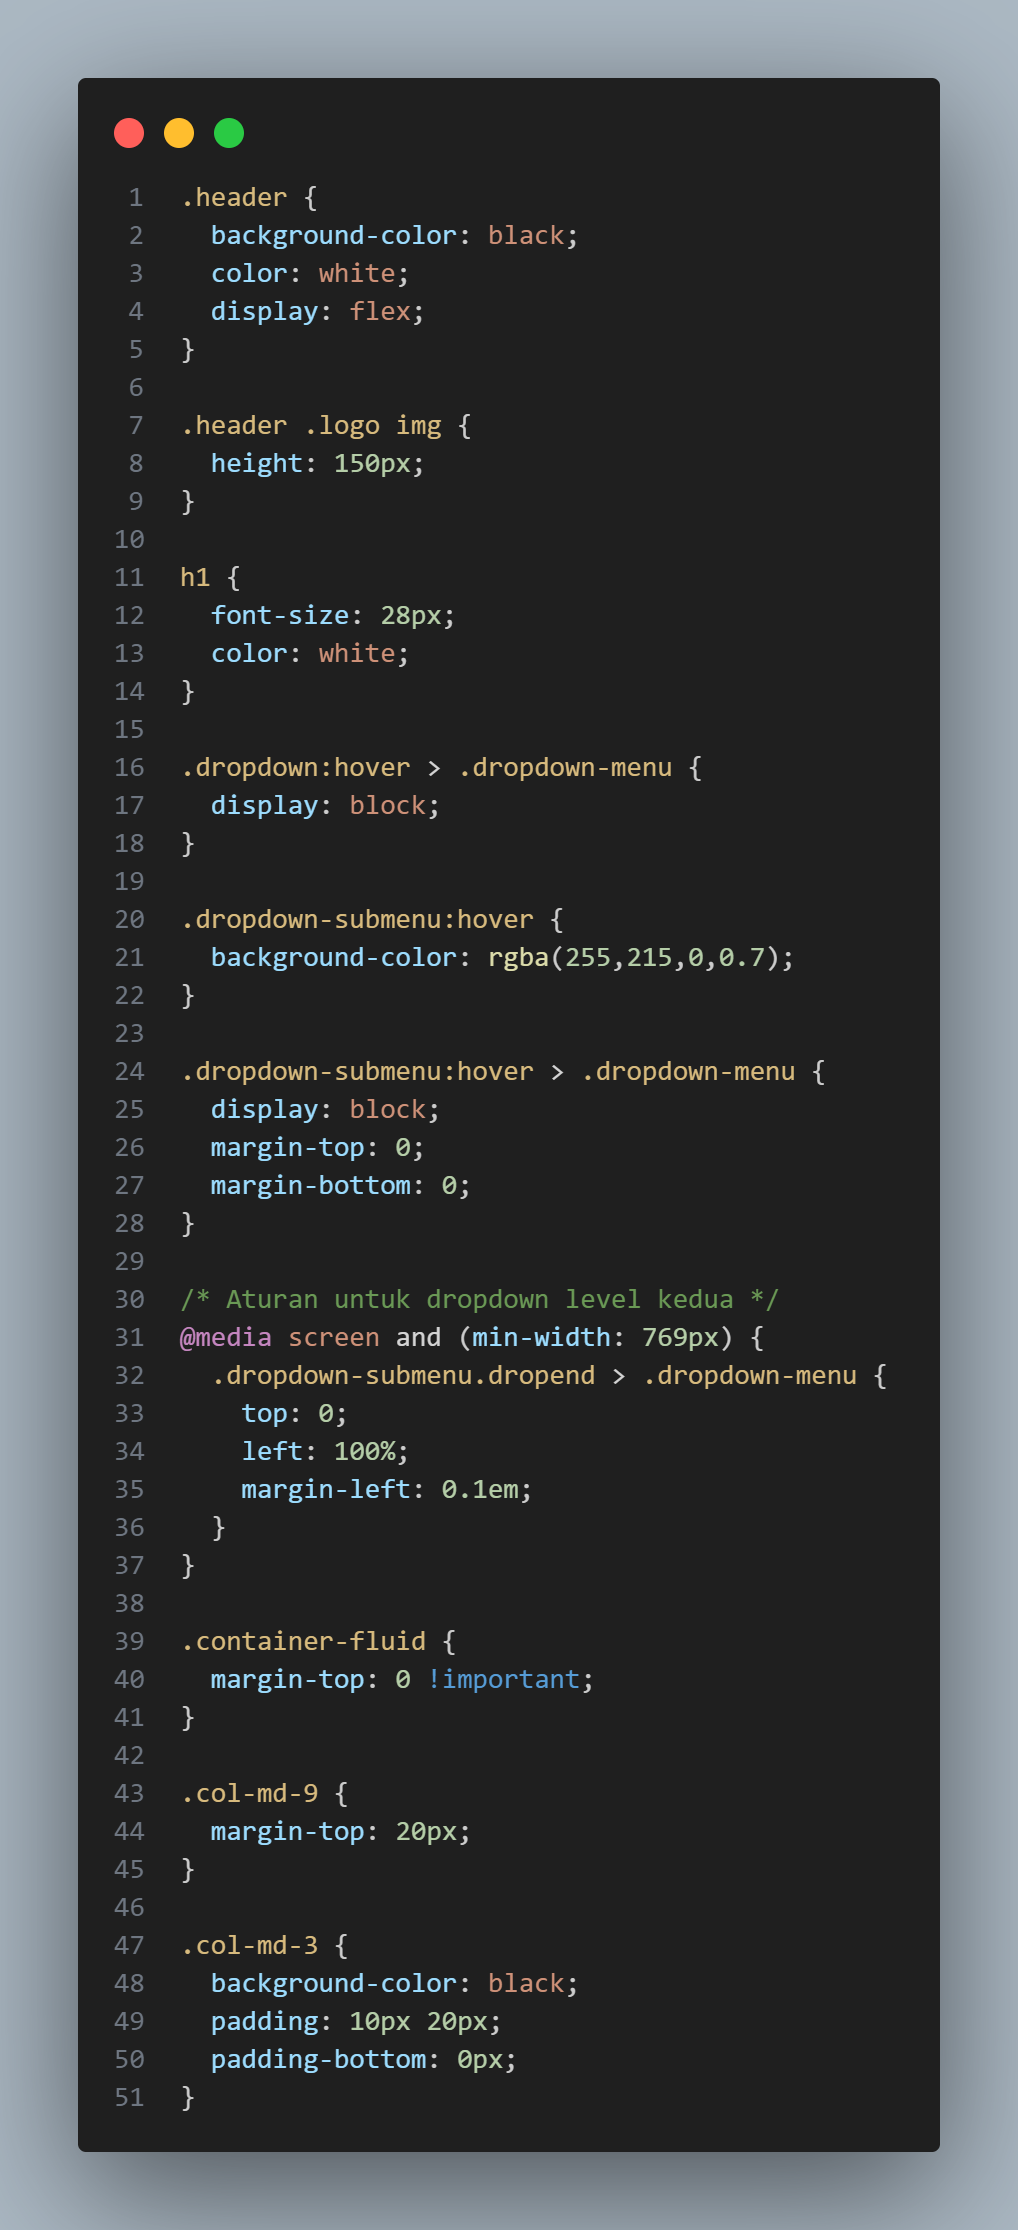 1 .header {
2   background-color: black;
3   color: white;
4   display: flex;
5 }
6
7 .header .logo img {
8   height: 150px;
9 }
10
11 h1 {
12   font-size: 28px;
13   color: white;
14 }
15
16 .dropdown:hover > .dropdown-menu {
17   display: block;
18 }
19
20 .dropdown-submenu:hover {
21   background-color: rgba(255,215,0,0.7);
22 }
23
24 .dropdown-submenu:hover > .dropdown-menu {
25   display: block;
26   margin-top: 0;
27   margin-bottom: 0;
28 }
29
30 /* Aturan untuk dropdown level kedua */
31 @media screen and (min-width: 769px) {
32   .dropdown-submenu.dropend > .dropdown-menu {
33     top: 0;
34     left: 100%;
35     margin-left: 0.1em;
36   }
37 }
38
39 .container-fluid {
40   margin-top: 0 !important;
41 }
42
43 .col-md-9 {
44   margin-top: 20px;
45 }
46
47 .col-md-3 {
48   background-color: black;
49   padding: 10px 20px;
50   padding-bottom: 0px;
51 }